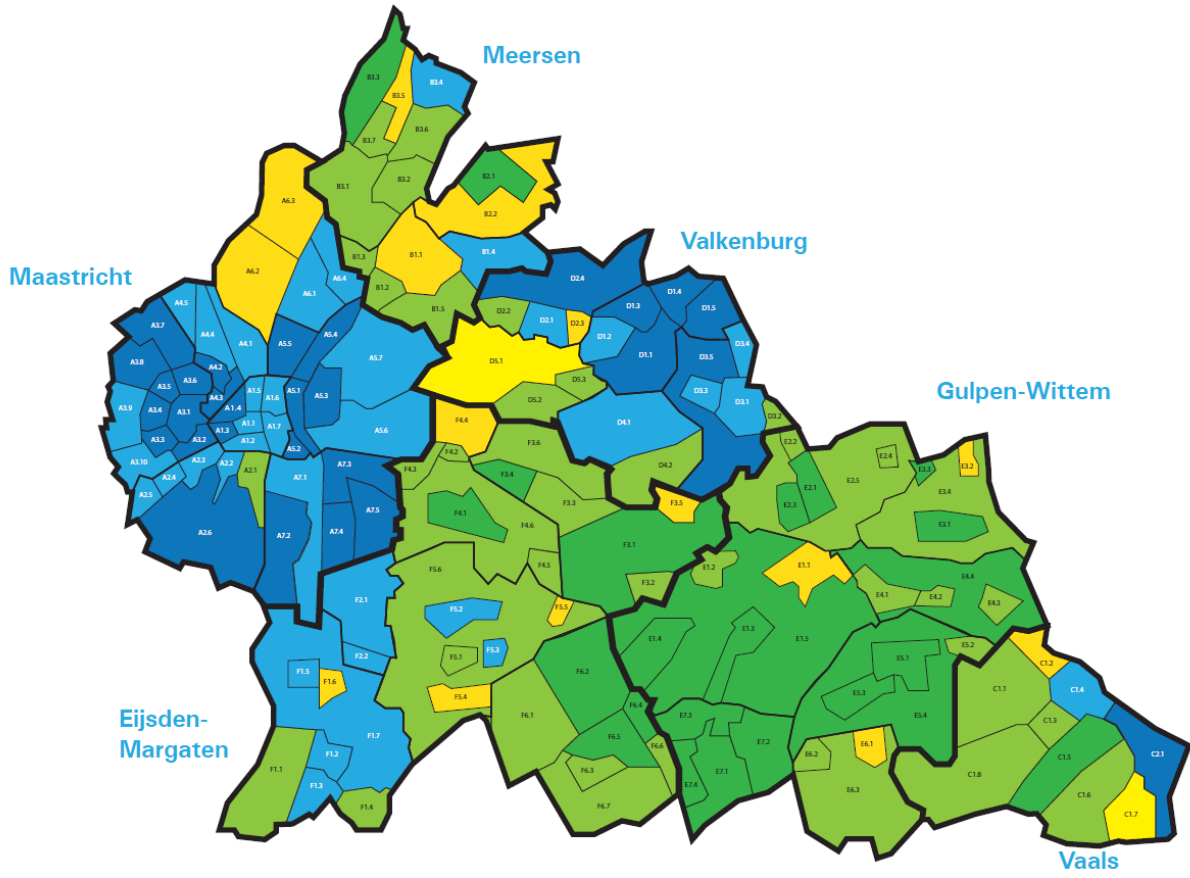 Meersen
B3.3
B3.5
B3.4
B3.7
B3.6
B3.1
B3.2
B2.1
B2.2
B1.3
B1.1
B1.4
B1.2
B1.5
Maastricht
A6.3
A6.2
A6.1
A6.4
A4.5
A4.4
A4.1
A3.7
A3.8
A5.5
A5.4
A5.7
A4.2
A3.6
A3.5
A4.3
A1.5
A1.6
A5.1
A5.3
A3.9
A3.4
A3.1
A1.4
A1.1
A1.7
A5.6
A1.3
A3.3
A3.2
A1.2
A5.2
A3.10
A2.3
A2.2
A2.1
A7.3
A2.4
A7.1
A2.5
A7.5
A2.6
A7.2
A7.4
Valkenburg
D2.4
D1.4
D1.3
D1.5
D2.2
D2.1
D2.3
D1.2
D3.4
D5.1
D1.1
D3.5
D5.3
D3.3
D5.2
D3.1
D3.2
D4.1
D4.2
Gulpen-Wittem
E2.2
E2.4
E2.1
E2.5
E2.3
E3.3
E3.2
E3.4
E3.1
E1.2
E1.1
E4.4
E4.1
E4.2
E4.3
E1.4
E1.3
E1.5
E5.2
E5.1
E5.3
E5.4
E7.3
E7.2
E7.1
E7.4
E6.2
E6.1
E6.3
Eijsden-
Margaten
F4.4
F3.6
F4.2
F4.3
F3.4
F3.3
F3.5
F4.1
F4.6
F3.1
F4.5
F3.2
F5.6
F2.1
F5.2
F5.5
F2.2
F5.3
F5.1
F1.5
F1.6
F5.4
F6.2
F6.4
F6.1
F1.7
F6.5
F6.6
F1.2
F6.3
F1.1
F1.3
F1.4
F6.7
C1.2
C1.1
C1.4
C1.3
C2.1
C1.5
C1.8
C1.6
C1.7
Vaals